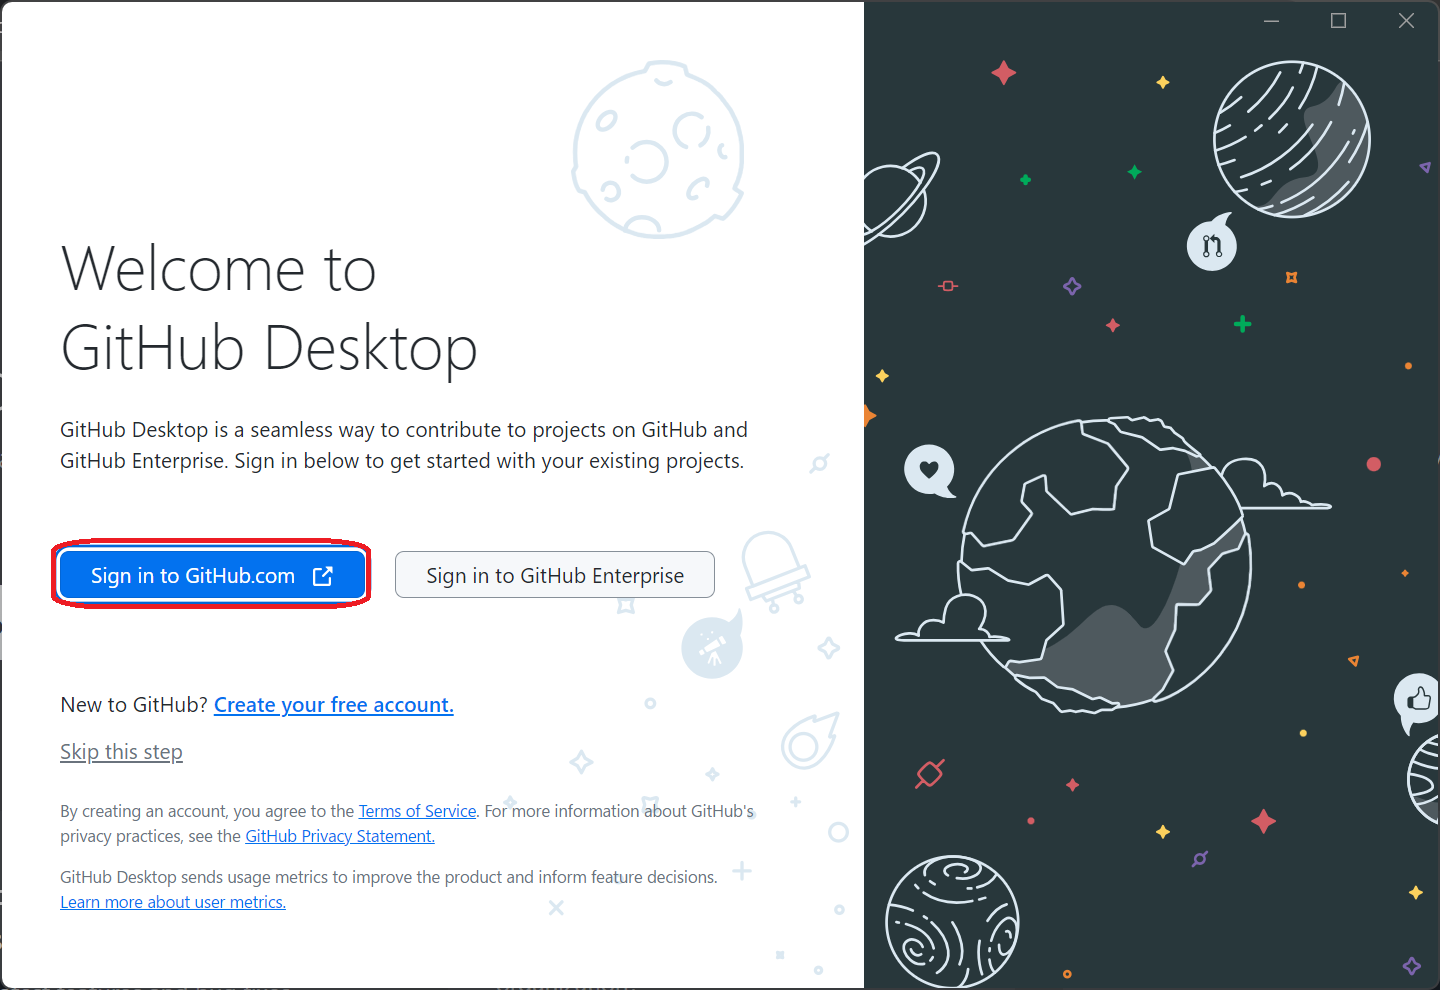 Welcome to
GitHub Desktop
GitHub Desktop is a seamless way to contribute to projects on GitHub and
GitHub Enterprise. Sign in below to get started with your existing projects.
Sign in to GitHub.com
Sign in to GitHub Enterprise
New to GitHub? Create your free account.
Skip this step
By creating an account, you agree to the Terms of Service. For more information about GitHub's
privacy practices, see the GitHub Privacy Statement.
GitHub Desktop sends usage metrics to improve the product and inform feature decisions.
Learn more about user metrics.